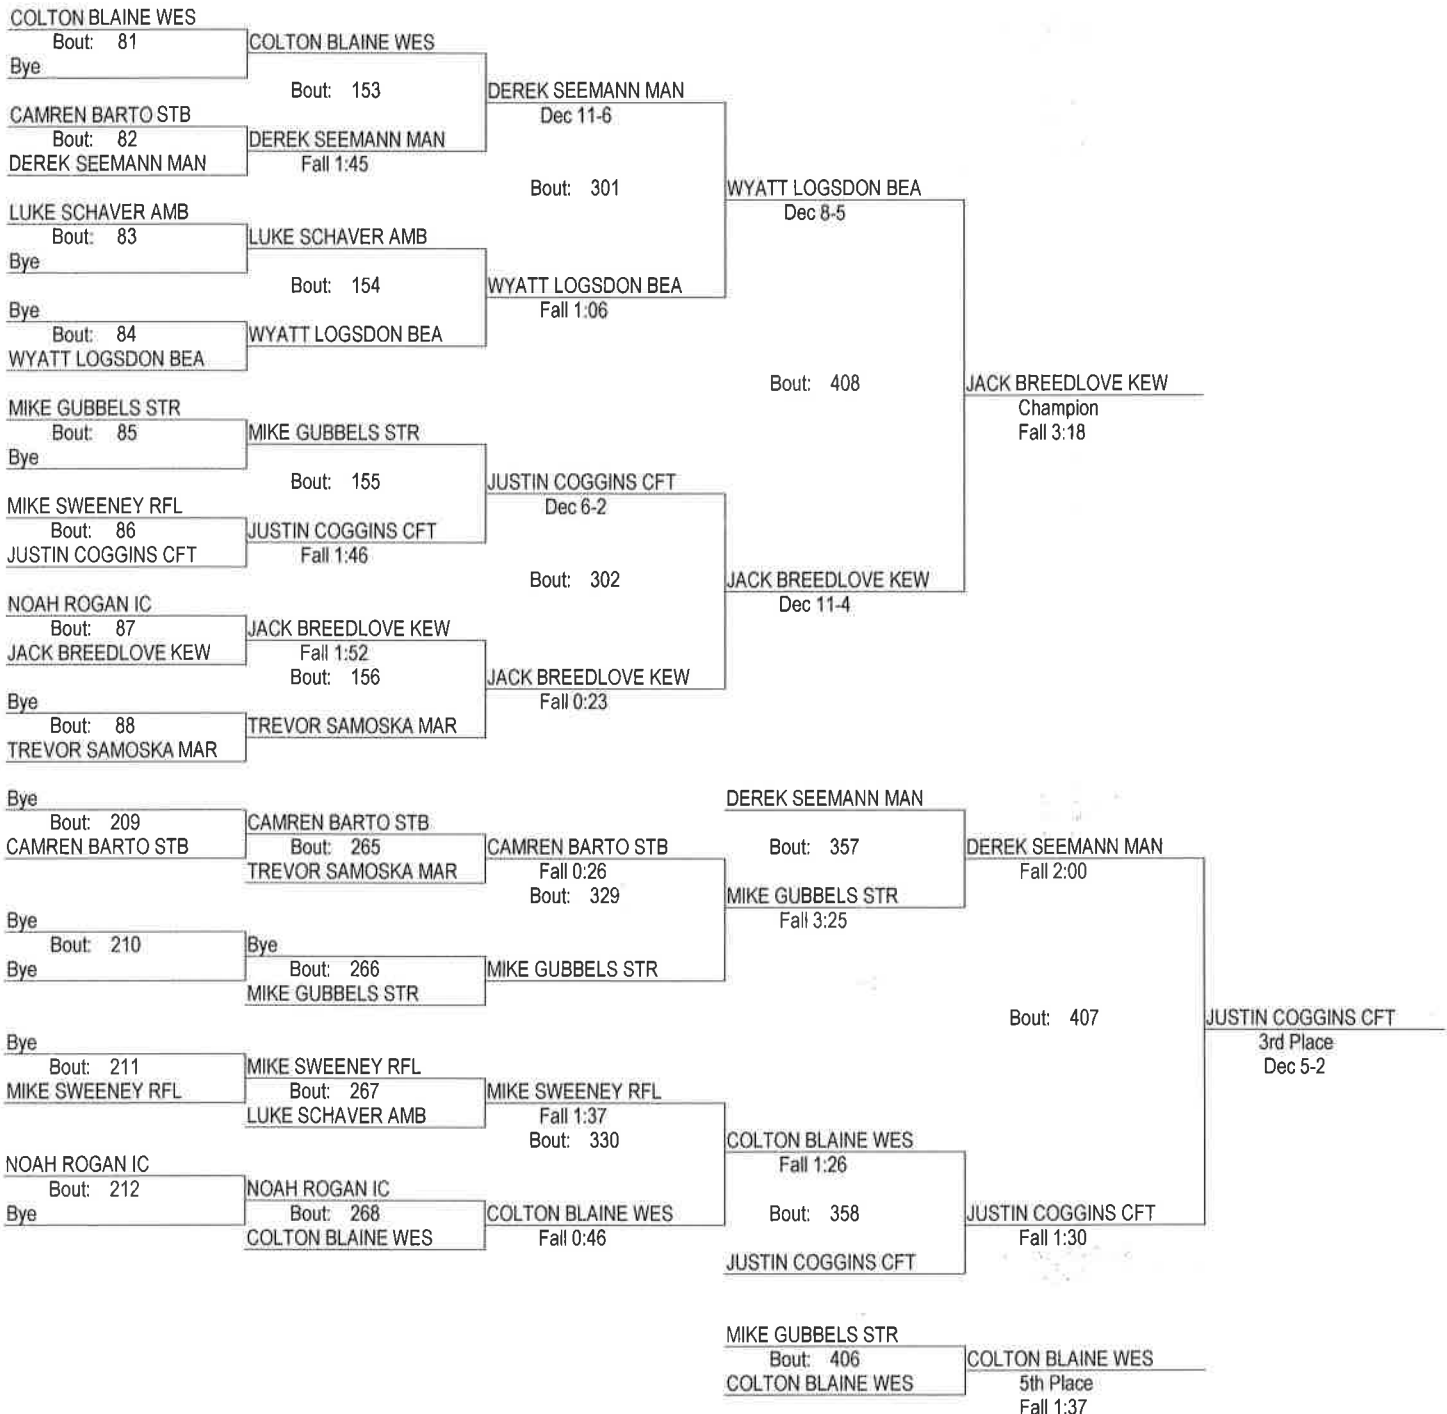 COLTON BLAINE WES
Bout: 81
Bye
COLTON BLAINE WES
Bout: 153
CAMREN BARTO STB
Bout: 82
DEREK SEEMANN MAN
DEREK SEEMANN MAN
Fall 1:45
DEREK SEEMANN MAN
Dec 11-6
Bout: 301
LUKE SCHAVER AMB
Bout: 83
Bye
LUKE SCHAVER AMB
Bout: 154
Bye
Bout: 84
WYATT LOGSDON BEA
WYATT LOGSDON BEA
WYATT LOGSDON BEA
Fall 1:06
WYATT LOGSDON BEA
Dec 8-5
Bout: 408
MIKE GUBBELS STR
Bout: 85
Bye
MIKE GUBBELS STR
Bout: 155
MIKE SWEENEY RFL
Bout: 86
JUSTIN COGGINS CFT
JUSTIN COGGINS CFT
Fall 1:46
JUSTIN COGGINS CFT
Dec 6-2
Bout: 302
NOAH ROGAN IC
Bout: 87
JACK BREEDLOVE KEW
JACK BREEDLOVE KEW
Fall 1:52
Bout: 156
Bye
Bout: 88
TREVOR SAMOSKA MAR
TREVOR SAMOSKA MAR
JACK BREEDLOVE KEW
Fall 0:23
JACK BREEDLOVE KEW
Dec 11-4
JACK BREEDLOVE KEW
Champion
Fall 3:18
Bye
Bout: 209
CAMREN BARTO STB
CAMREN BARTO STB
Bout: 265
TREVOR SAMOSKA MAR
CAMREN BARTO STB
Fall 0:26
Bout: 329
Bye
Bout: 210
Bye
Bye
Bout: 266
MIKE GUBBELS STR
MIKE GUBBELS STR
DEREK SEEMANN MAN
Bout: 357
MIKE GUBBELS STR
Fall 3:25
DEREK SEEMANN MAN
Fall 2:00
Bout: 407
Bye
Bout: 211
MIKE SWEENEY RFL
MIKE SWEENEY RFL
Bout: 267
LUKE SCHAVER AMB
MIKE SWEENEY RFL
Fall 1:37
Bout: 330
NOAH ROGAN IC
Bout: 212
Bye
NOAH ROGAN IC
Bout: 268
COLTON BLAINE WES
COLTON BLAINE WES
Fall 0:46
COLTON BLAINE WES
Fall 1:26
Bout: 358
JUSTIN COGGINS CFT
JUSTIN COGGINS CFT
Fall 1:30
JUSTIN COGGINS CFT
3rd Place
Dec 5-2
MIKE GUBBELS STR
Bout: 406
COLTON BLAINE WES
COLTON BLAINE WES
5th Place
Fall 1:37